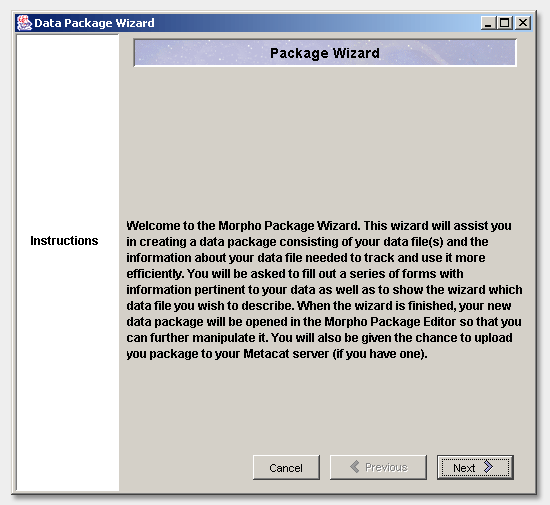 Data Package Wizard
Package Wizard
Instructions
Welcome to the Morpho Package Wizard. This wizard will assist you
in creating a data package consisting of your data file(s) and the
information about your data file needed to track and use it more
efficiently. You will be asked to fill out a series of forms with
information pertinent to your data as well as to show the wizard which
data file you wish to describe. When the wizard is finished, your new
data package will be opened in the Morpho Package Editor so that you
can further manipulate it. You will also be given the chance to upload
you package to your Metacat server (if you have one).
Cancel
Previous
Next